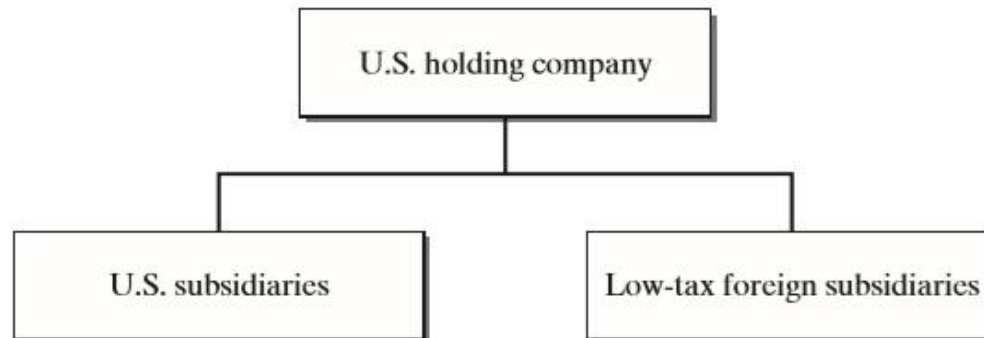 U.S. holding company
U.S. subsidiaries
Low-tax foreign subsidiaries